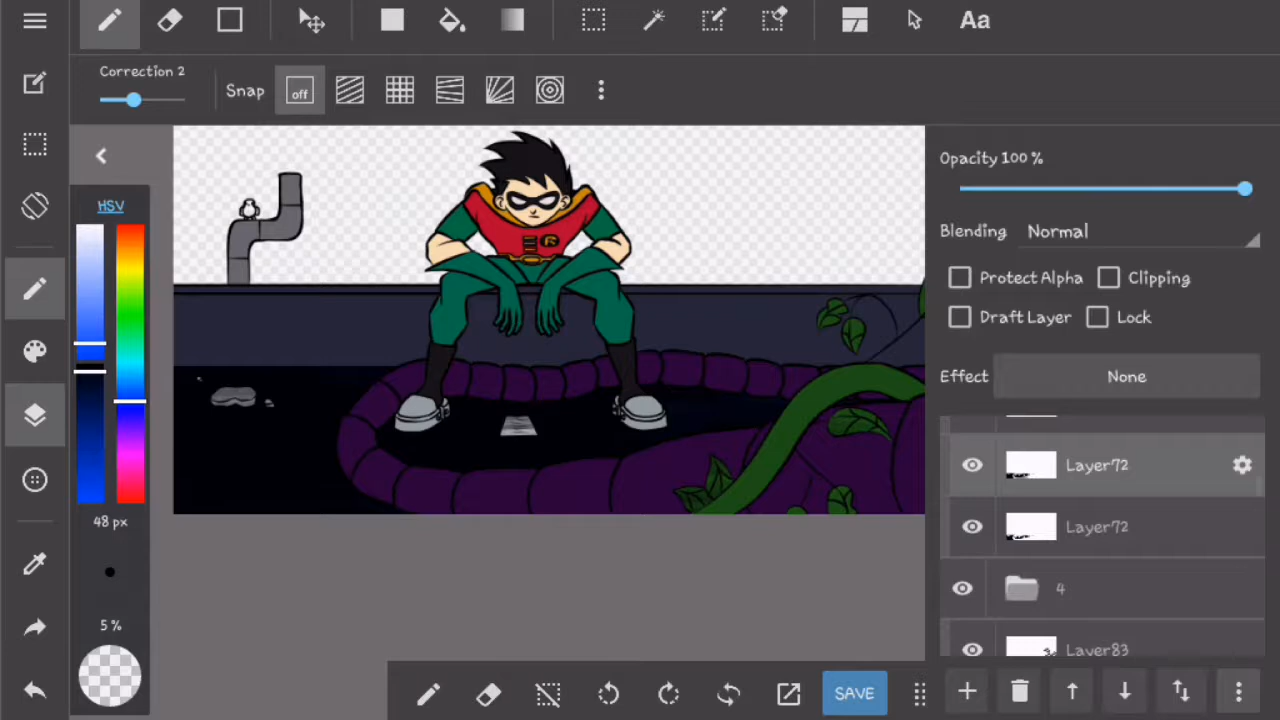 Aa
Correction 2
Snap
off
HSV
48 px
5 %
R
SAVE
Opacity 100 %
Blending Normal
Protect Alpha Clipping
Draft Layer Lock
Effect None
Layer72
Layer72
4
Layer83